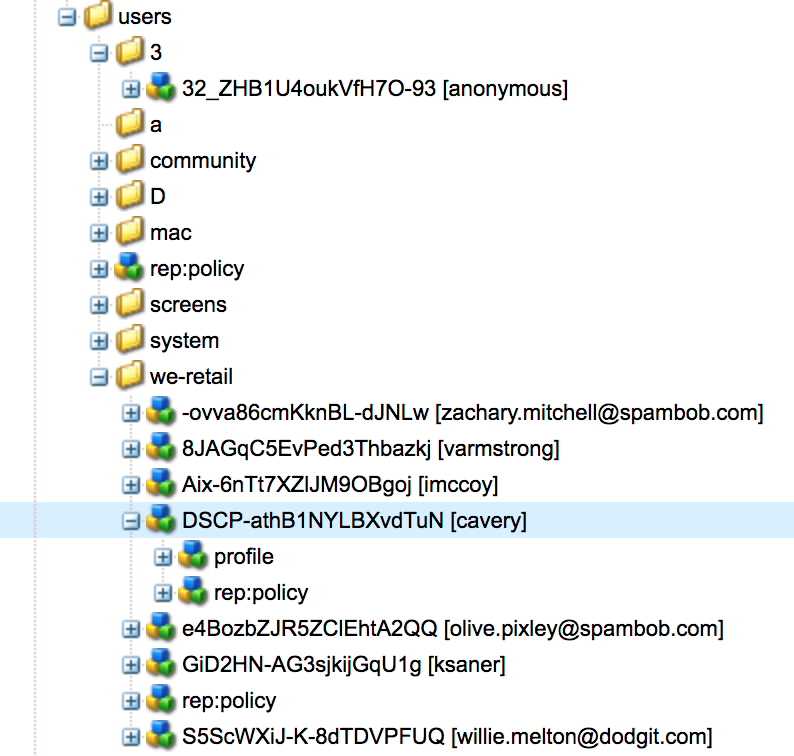 users
3
32_ZHB1U4oukVfH7O-93 [anonymous]
a
community
D
mac
rep:policy
screens
system
we-retail
-ovva86cmKknBL-dJNLw [zachary.mitchell@spambob.com]
8JAGqC5EvPed3Thbazkj [varmstrong]
Aix-6nTt7XZlJM9OBgoj [imccoy]
DSCP-athB1NYLBXvdTuN [cavery]
profile
rep:policy
e4BozbZJR5ZClEhtA2QQ [olive.pixley@spambob.com]
GiD2HN-AG3sjkijGqU1g [ksaner]
rep:policy
S5ScWXiJ-K-8dTDVPFUQ [willie.melton@dodgit.com]